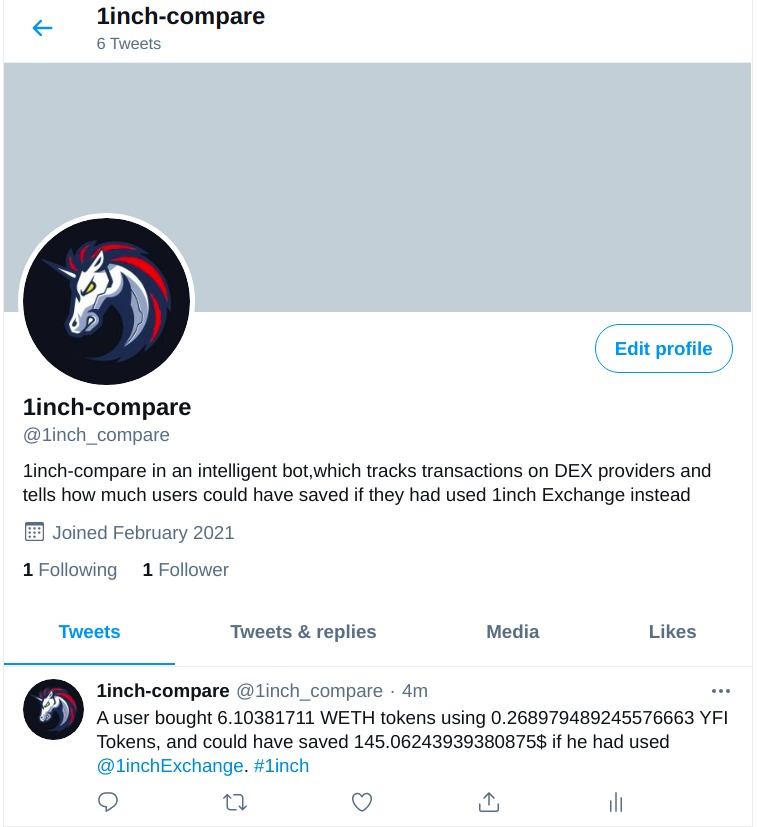 1inch-compare
6 Tweets
Edit profile
1inch-compare
@1inch_compare
1inch-compare in an intelligent bot,which tracks transactions on DEX providers and
tells how much users could have saved if they had used 1inch Exchange instead
Joined February 2021
1 Following 1 Follower
Tweets Tweets & replies Media Likes
1inch-compare @1inch_compare · 4m
A user bought 6.10381711 WETH tokens using 0.268979489245576663 YFI
Tokens, and could have saved 145.06243939380875$ if he had used
@1inchExchange. #1inch